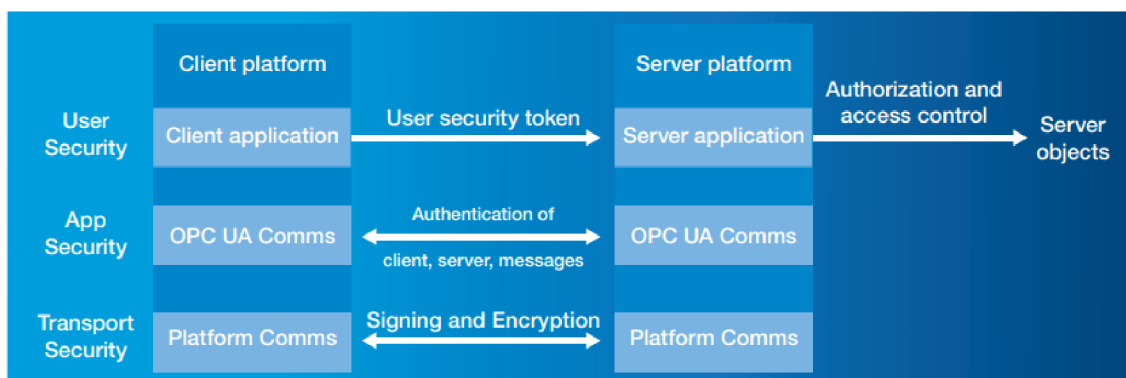 Client platform
Server platform
User
Security
Client application
User security token
Server application
Authorization and
access control
Server
objects
App
Security
OPC UA Comms
Authentication of
client, server, messages
OPC UA Comms
Transport
Security
Platform Comms
Signing and Encryption
Platform Comms